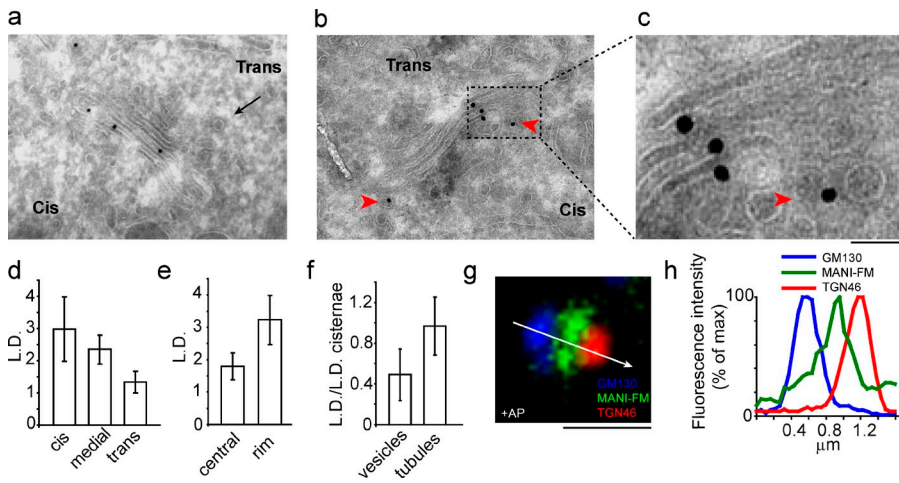 a
b
c
Trans
Cis
Trans
Cis
d
e
f
g
h
L.D.
4
3
2
1
0
cis
medial
trans
L.D.
4
3
2
1
0
central
rim
L.D./L.D. cisternae
1.2
0.8
0.4
0
vesicles
tubules
+AP
GM130
MANI-FM
TGN46
GM130
MANI-FM
TGN46
Fluorescence intensity
(% of max)
100
0
0.4 0.8 1.2
μm